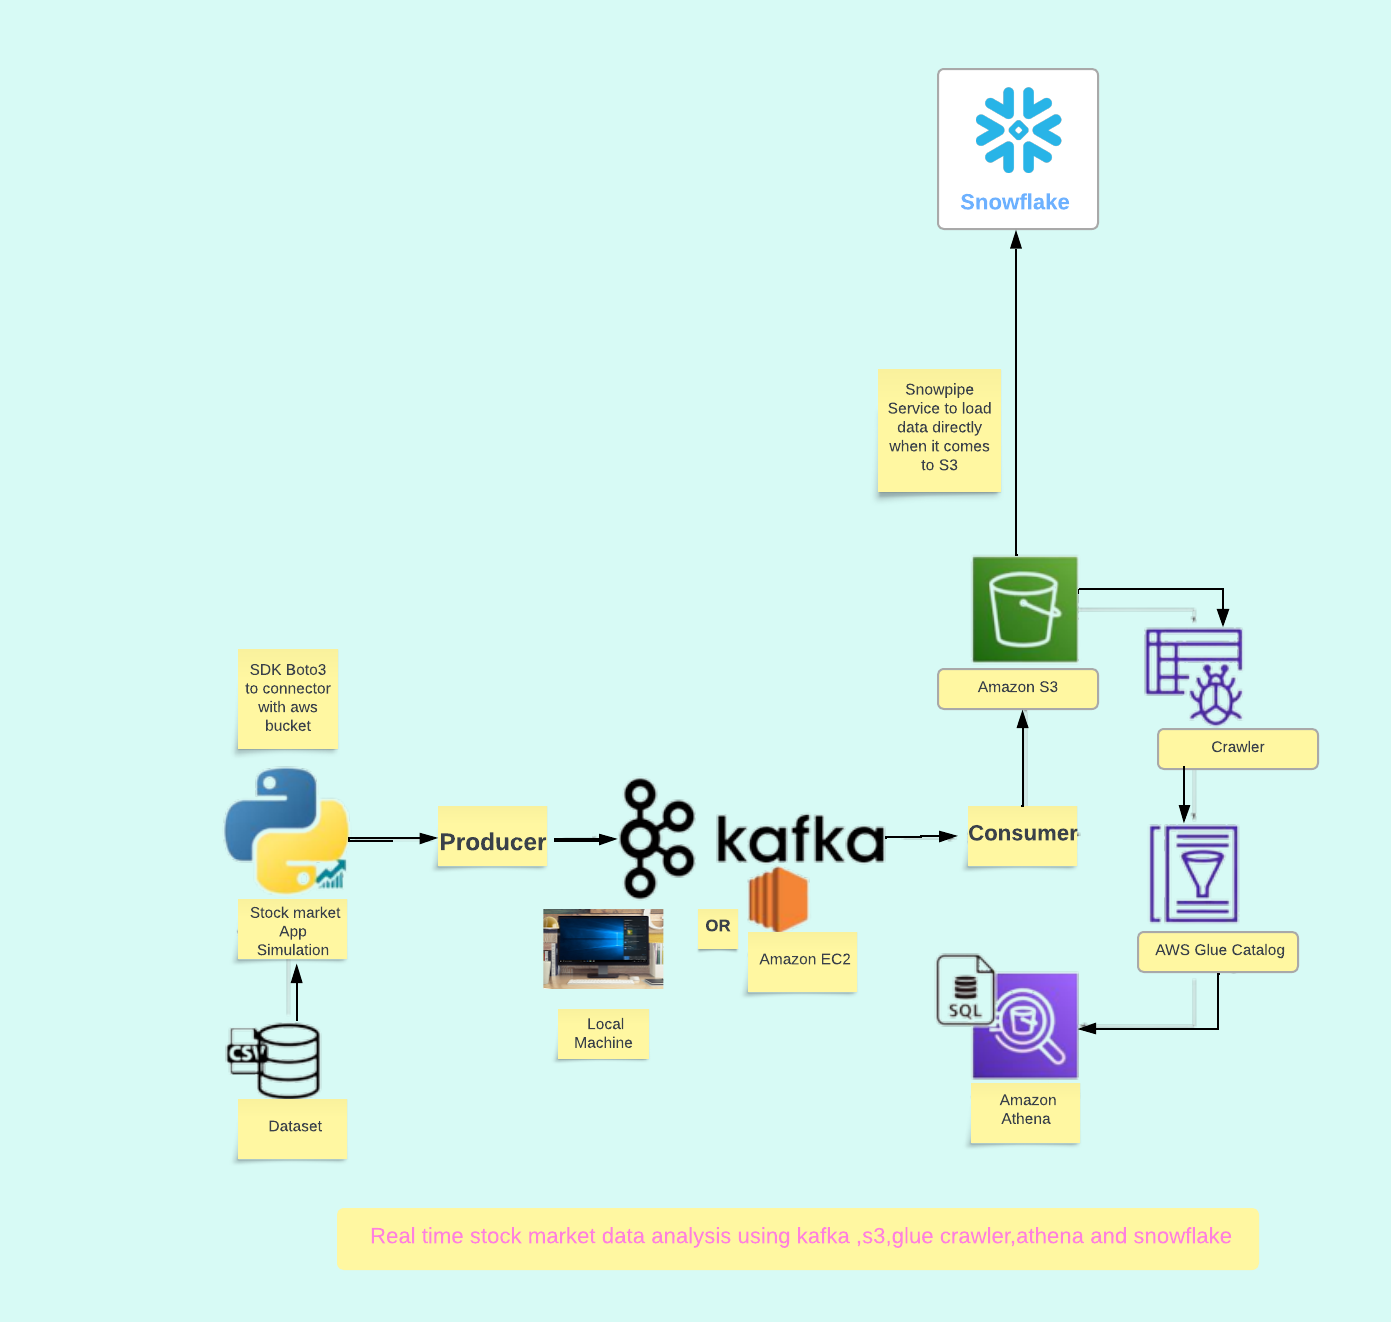 Snowflake
Snowpipe
Service to load
data directly
when it comes
to S3
Amazon S3
Crawler
SDK Boto3
to connector
with aws
bucket
Producer
kafka
Consumer
Stock market
App
Simulation
OR
Amazon EC2
AWS Glue Catalog
Local
Machine
SQL
CSV
Dataset
Amazon
Athena
Real time stock market data analysis using kafka ,s3,glue crawler,athena and snowflake